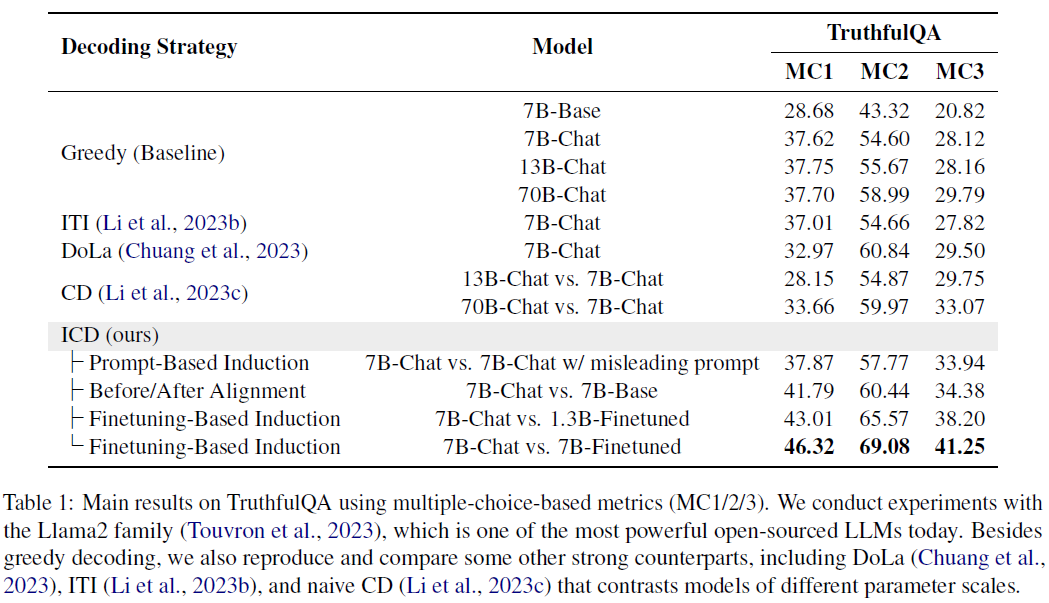 Decoding Strategy Model TruthfulQA
MC1 MC2 MC3
Greedy (Baseline) 7B-Base 28.68 43.32 20.82
7B-Chat 37.62 54.60 28.12
13B-Chat 37.75 55.67 28.16
70B-Chat 37.70 58.99 29.79
ITI (Li et al., 2023b) 7B-Chat 37.01 54.66 27.82
DoLa (Chuang et al., 2023) 7B-Chat 32.97 60.84 29.50
CD (Li et al., 2023c) 13B-Chat vs. 7B-Chat 28.15 54.87 29.75
70B-Chat vs. 7B-Chat 33.66 59.97 33.07
ICD (ours)
├ Prompt-Based Induction 7B-Chat vs. 7B-Chat w/ misleading prompt 37.87 57.77 33.94
├ Before/After Alignment 7B-Chat vs. 7B-Base 41.79 60.44 34.38
├ Finetuning-Based Induction 7B-Chat vs. 1.3B-Finetuned 43.01 65.57 38.20
└ Finetuning-Based Induction 7B-Chat vs. 7B-Finetuned 46.32 69.08 41.25
Table 1: Main results on TruthfulQA using multiple-choice-based metrics (MC1/2/3). We conduct experiments with
the Llama2 family (Touvron et al., 2023), which is one of the most powerful open-sourced LLMs today. Besides
greedy decoding, we also reproduce and compare some other strong counterparts, including DoLa (Chuang et al.,
2023), ITI (Li et al., 2023b), and naive CD (Li et al., 2023c) that contrasts models of different parameter scales.